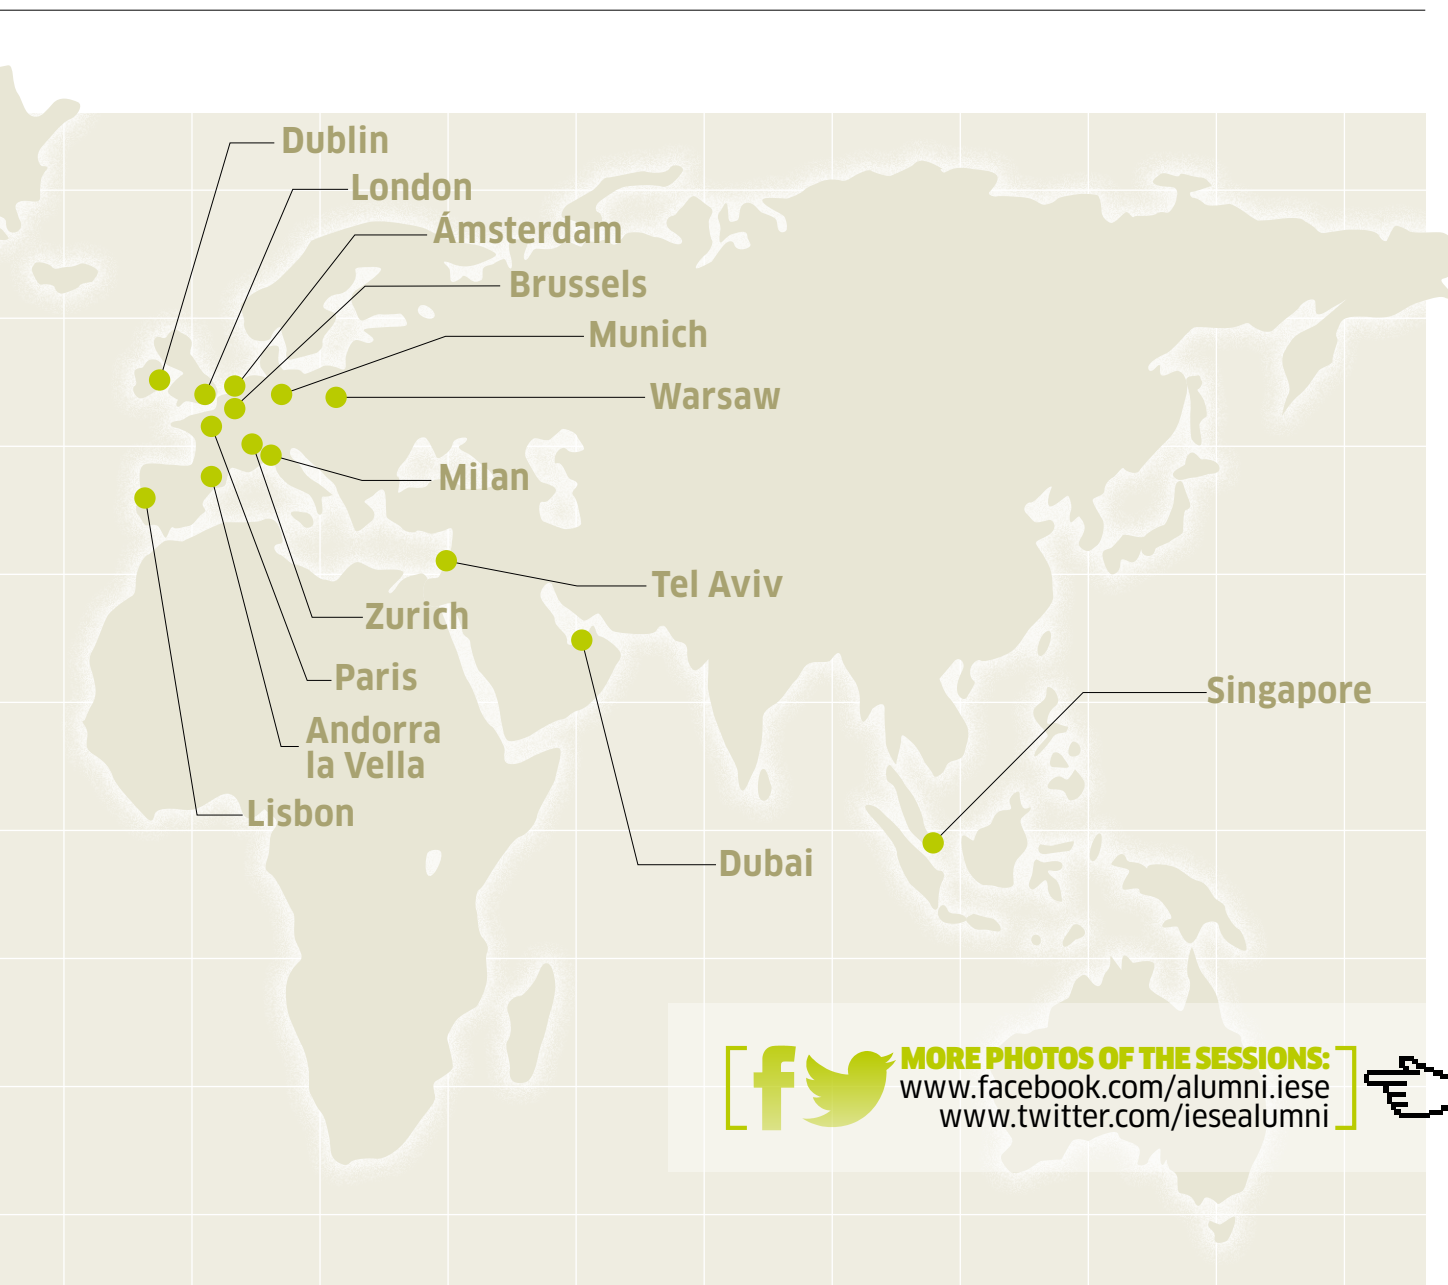 Dublin
London
Ámsterdam
Brussels
Munich
Warsaw
Milan
Tel Aviv
Zurich
Paris
Singapore
Andorra
la Vella
Lisbon
Dubai
MORE PHOTOS OF THE SESSIONS:
www.facebook.com/alumni.iese
www.twitter.com/iesealumni